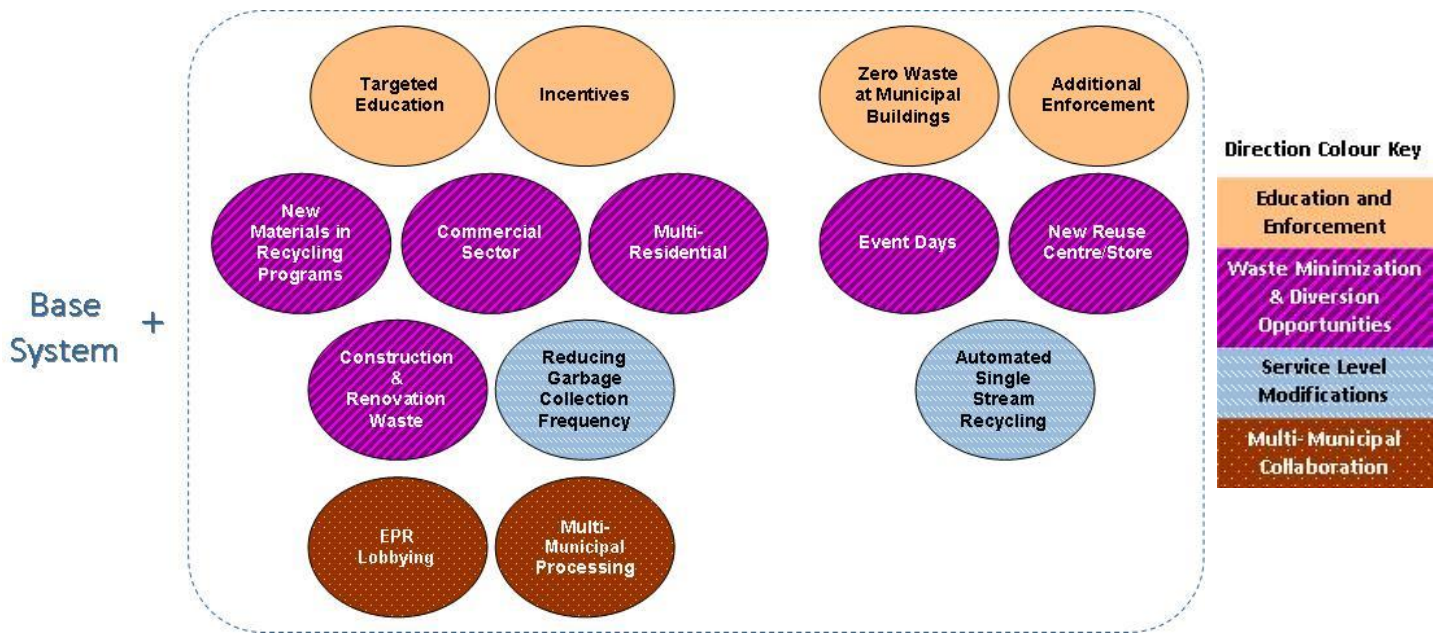 Targeted
Education
Incentives
Zero Waste
at Municipal
Buildings
Additional
Enforcement
New
Materials in
Recycling
Programs
Commercial
Sector
Multi-
Residential
Event Days
New Reuse
Centre/Store
Base
System
+
Construction
&
Renovation
Waste
Reducing
Garbage
Collection
Frequency
Automated
Single
Stream
Recycling
EPR
Lobbying
Multi-
Municipal
Processing
Direction Colour Key
Education and
Enforcement
Waste Minimization
& Diversion
Opportunities
Service Level
Modifications
Multi-Municipal
Collaboration